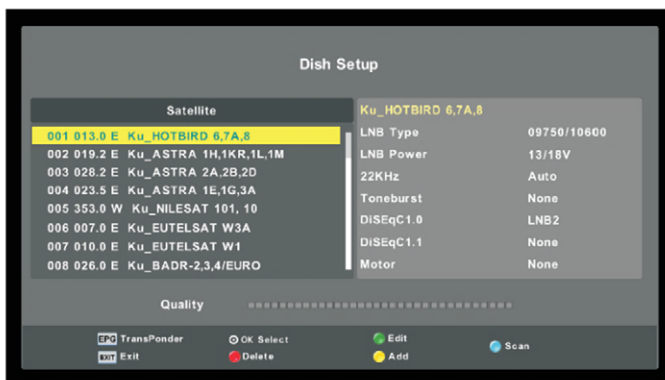 Dish Setup
Satellite
001 013.0 E Ku_HOTBIRD 6,7A,8
002 019.2 E Ku_ASTRA 1H,1KR,1L,1M
003 028.2 E Ku_ASTRA 2A,2B,2D
004 023.5 E Ku_ASTRA 1E,1G,3A
005 353.0 W Ku_NILESAT 101, 10
006 007.0 E Ku_EUTELSAT W3A
007 010.0 E Ku_EUTELSAT W1
008 026.0 E Ku_BADR-2,3,4/EURO
Ku_HOTBIRD 6,7A,8
LNB Type 09750/10600
LNB Power 13/18V
22KHz Auto
Toneburst None
DiSEqC1.0 LNB2
DiSEqC1.1 None
Motor None
Quality
EPG TransPonder OK Select Edit Scan
EXIT Exit Delete Add